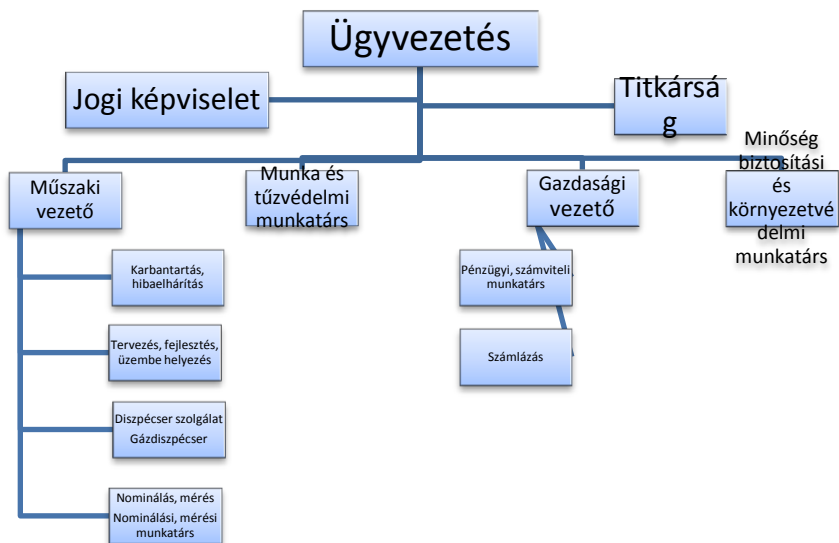 Ügyvezetés
Jogi képviselet
Titkársá
g
Műszaki
vezető
Munka és
tűzvédelmi
munkatárs
Gazdasági
vezető
Minőség
biztosítási
és
környezetvé
delmi
munkatárs
Karbantartás,
hibaelhárítás
Tervezés, fejlesztés,
üzembe helyezés
Diszpécser szolgálat
Gázdiszpécser
Nominálás, mérés
Nominálási, mérési
munkatárs
Pénzügyi, számviteli
munkatárs
Számlázás